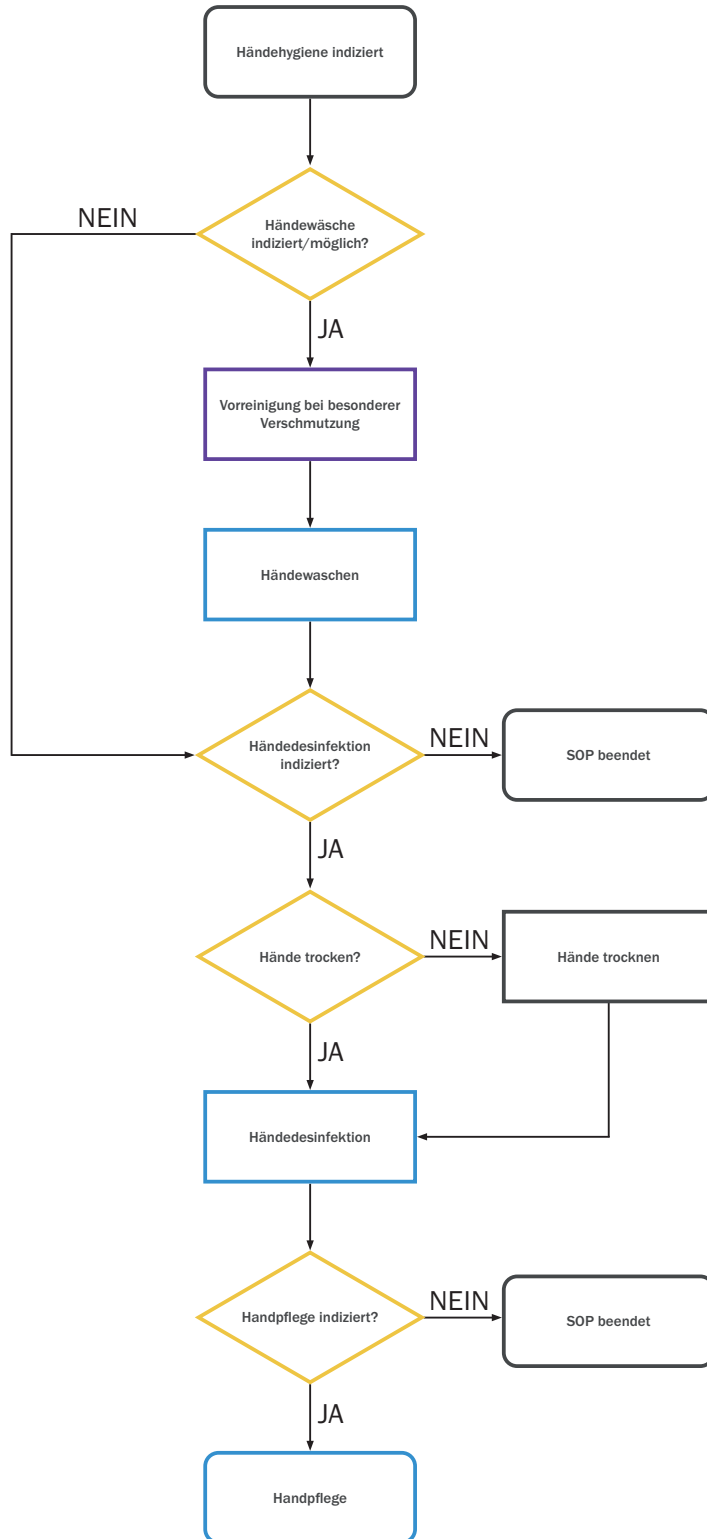 Händehygiene indiziert
NEIN
Händewäsche
indiziert/möglich?
JA
Vorreinigung bei besonderer
Verschmutzung
Händewaschen
Händedesinfektion
indiziert?
NEIN
SOP beendet
JA
Hände trocken?
NEIN
Hände trocknen
JA
Händedesinfektion
Handpflege indiziert?
NEIN
SOP beendet
JA
Handpflege